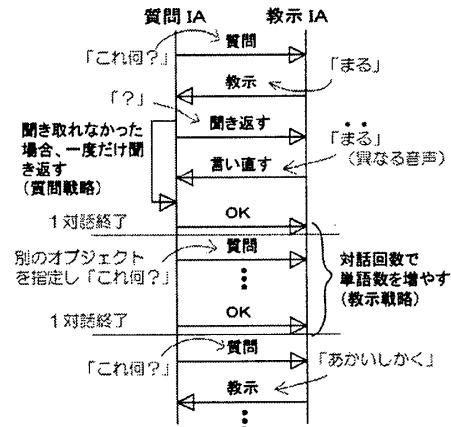 質問 IA 教示 IA
質問
「これ何?」
教示
「まる」
「?」
聞き返す
聞き取れなかった
場合、一度だけ聞
き返す
(質問戦略)
・・
「まる」
(異なる音声)
言い直す
OK
1対話終了
質問
別のオブジェクト
を指定し「これ何?」
対話回数で
単語数を増やす
(教示戦略)
OK
1対話終了
質問
「これ何?」
「あかいしかく」
教示